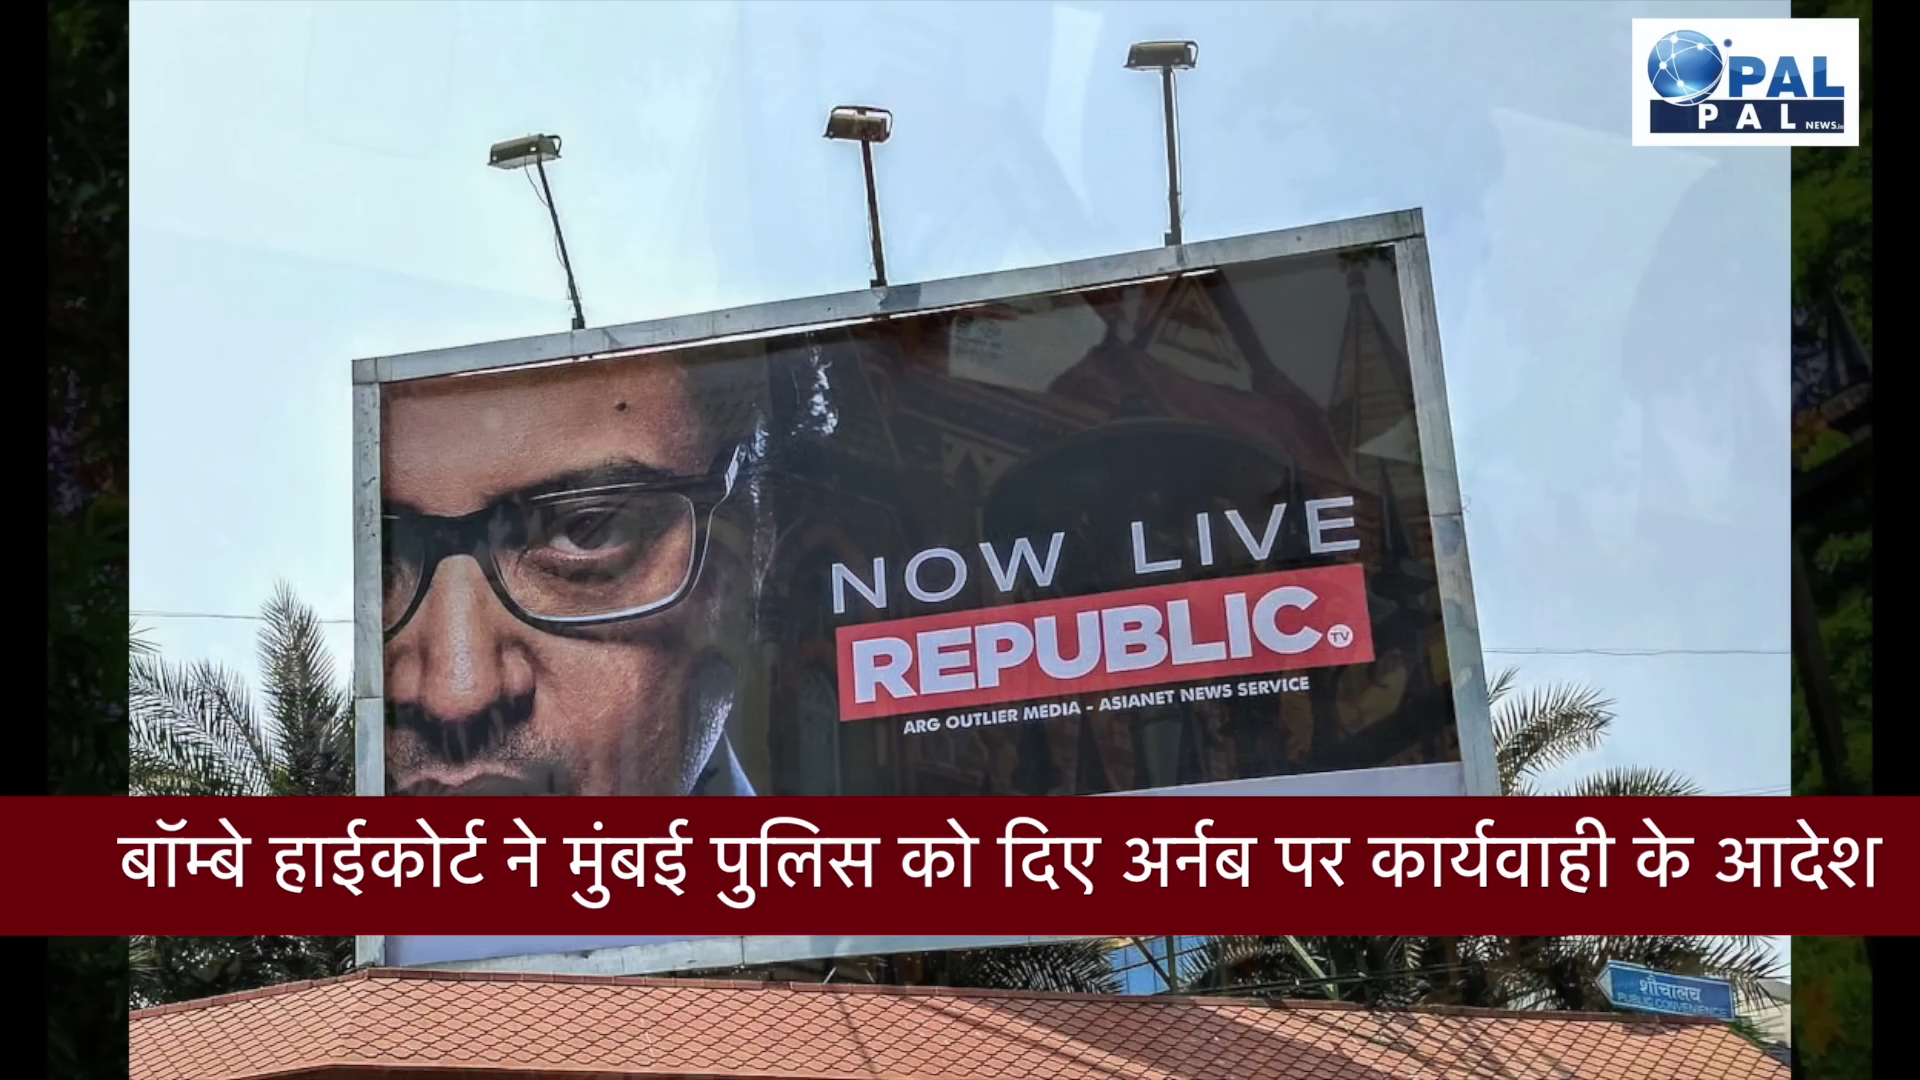 PAL
PAL NEWS.in
NOW LIVE
REPUBLIC. TV
ARG OUTLIER MEDIA - ASIANET NEWS SERVICE
बॉम्बे हाईकोर्ट ने मुंबई पुलिस को दिए अर्नब पर कार्यवाही के आदेश
शौचालय
PUBLIC CONVENIENCE